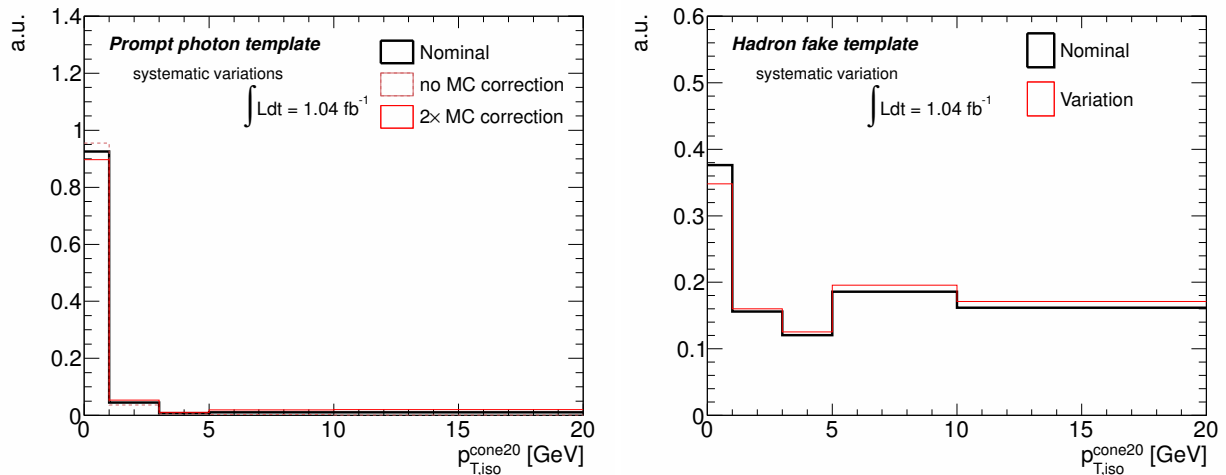 a.u.
1.4
1.2
1
0.8
0.6
0.4
0.2
0
Prompt photon template
systematic variations
∫ Ldt = 1.04 fb⁻¹
Nominal
no MC correction
2× MC correction
0 5 10 15 20
p_{T,iso}^{cone20} [GeV]
a.u.
0.6
0.5
0.4
0.3
0.2
0.1
0
Hadron fake template
systematic variation
∫ Ldt = 1.04 fb⁻¹
Nominal
Variation
0 5 10 15 20
p_{T,iso}^{cone20} [GeV]